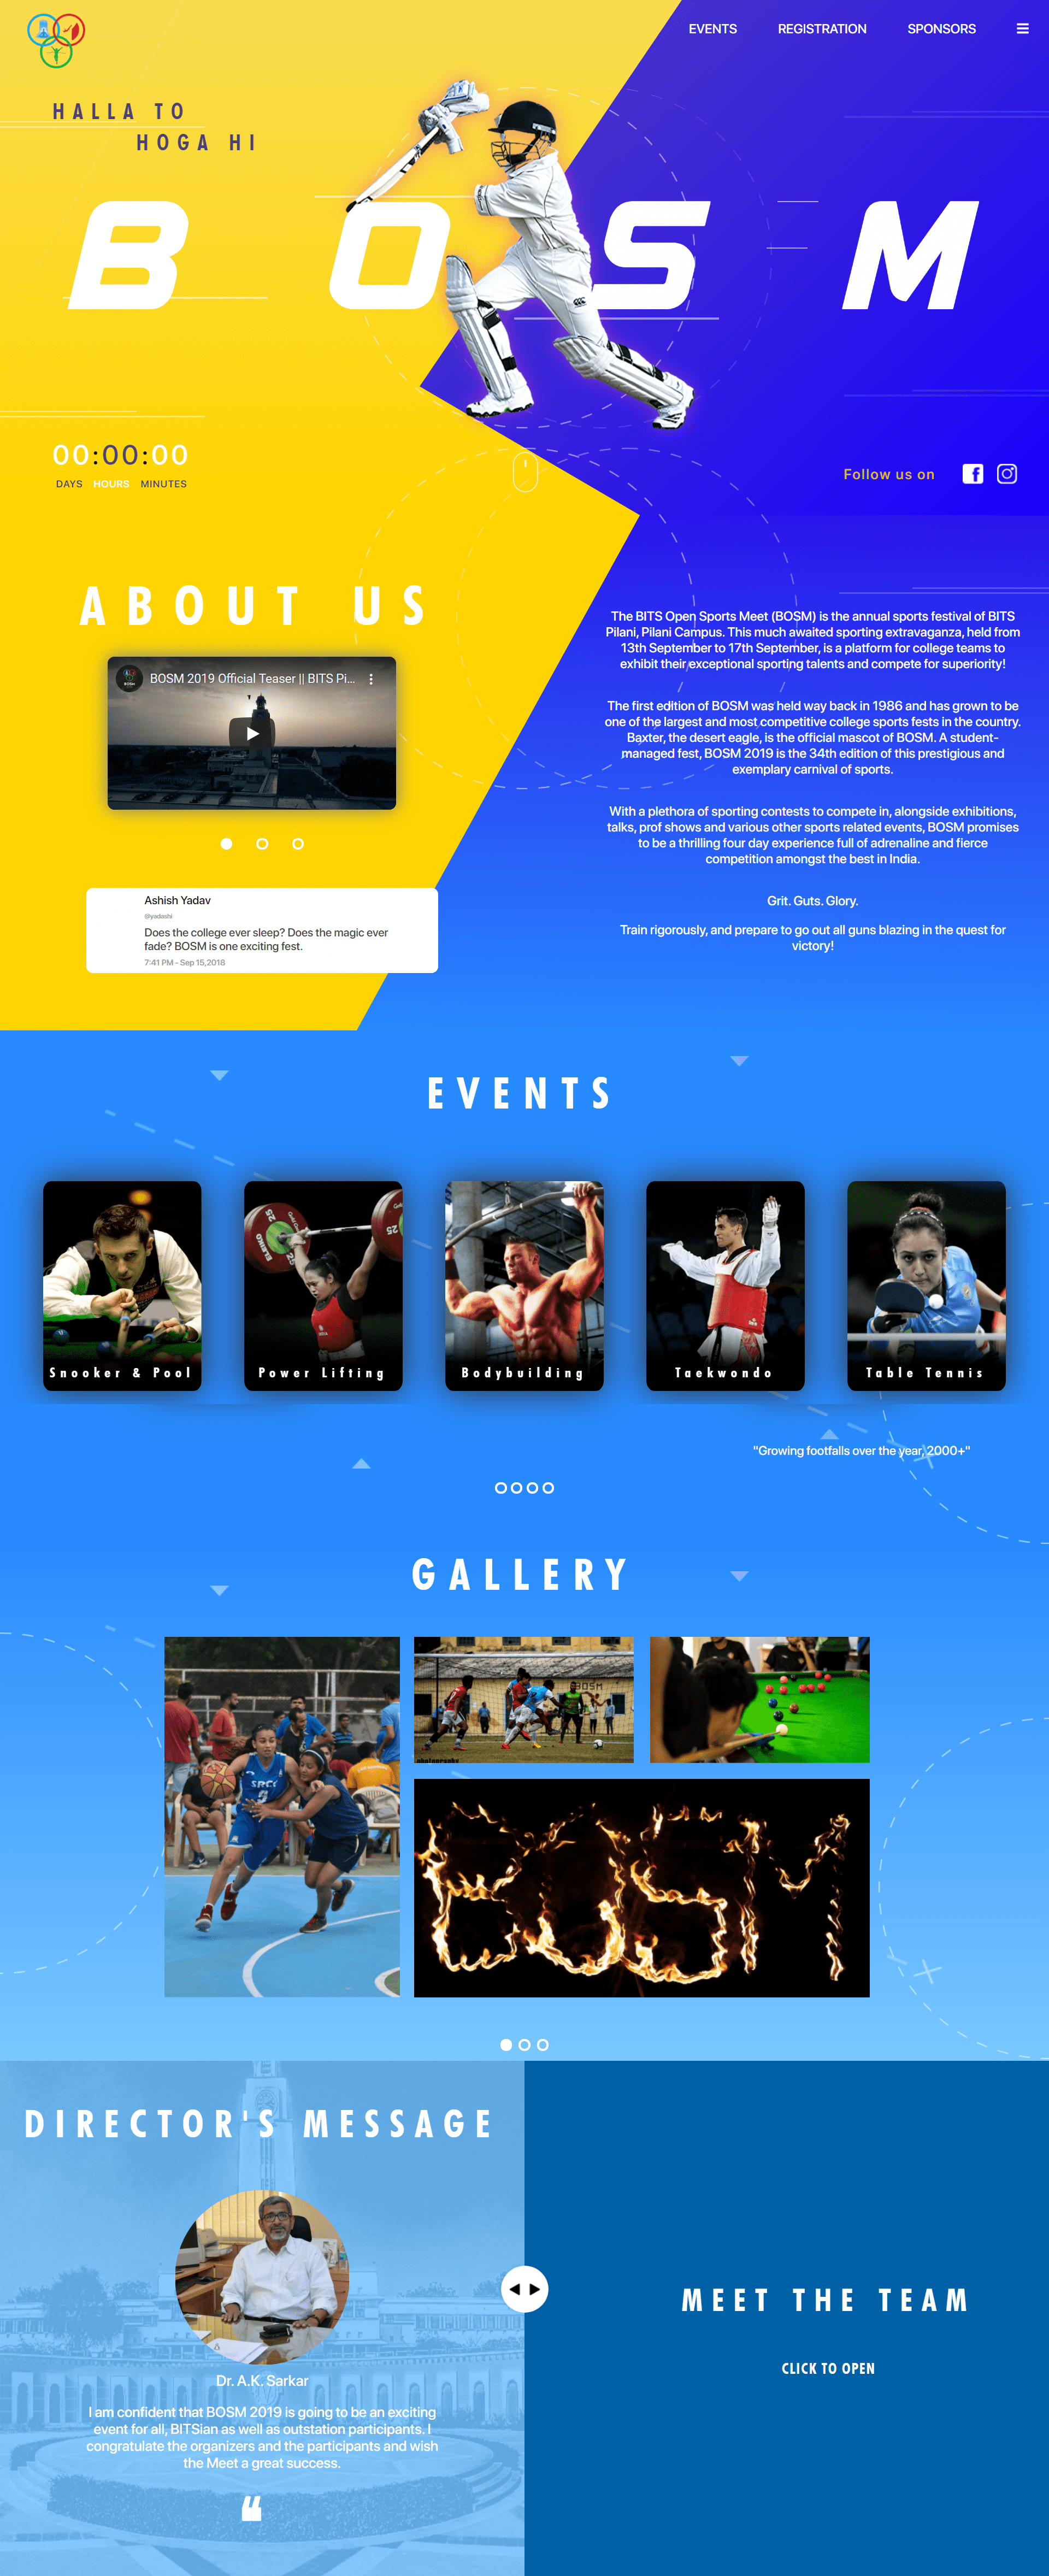 EVENTS
REGISTRATION
SPONSORS
HALLA TO
HOGA HI
BOSM
00:00:00
DAYS HOURS MINUTES
Follow us on
ABOUT US
BOSM 2019 Official Teaser || BITS Pi...
Ashish Yadav
@yadashi
Does the college ever sleep? Does the magic ever
fade? BOSM is one exciting fest.
7:41 PM - Sep 15,2018
The BITS Open Sports Meet (BOSM) is the annual sports festival of BITS
Pilani, Pilani Campus. This much awaited sporting extravaganza, held from
13th September to 17th September, is a platform for college teams to
exhibit their exceptional sporting talents and compete for superiority!
The first edition of BOSM was held way back in 1986 and has grown to be
one of the largest and most competitive college sports fests in the country.
Baxter, the desert eagle, is the official mascot of BOSM. A student-
managed fest, BOSM 2019 is the 34th edition of this prestigious and
exemplary carnival of sports.
With a plethora of sporting contests to compete in, alongside exhibitions,
talks, prof shows and various other sports related events, BOSM promises
to be a thrilling four day experience full of adrenaline and fierce
competition amongst the best in India.
Grit. Guts. Glory.
Train rigorously, and prepare to go out all guns blazing in the quest for
victory!
EVENTS
25
ELEIKO
25
25
Snooker & Pool
Power Lifting
Bodybuilding
Taekwondo
Table Tennis
"Growing footfalls over the year, 2000+"
GALLERY
SRCC
BOSM
photography
BOSM
DIRECTOR'S MESSAGE
Dr. A.K. Sarkar
I am confident that BOSM 2019 is going to be an exciting
event for all, BITSian as well as outstation participants. I
congratulate the organizers and the participants and wish
the Meet a great success.
❝
MEET THE TEAM
CLICK TO OPEN